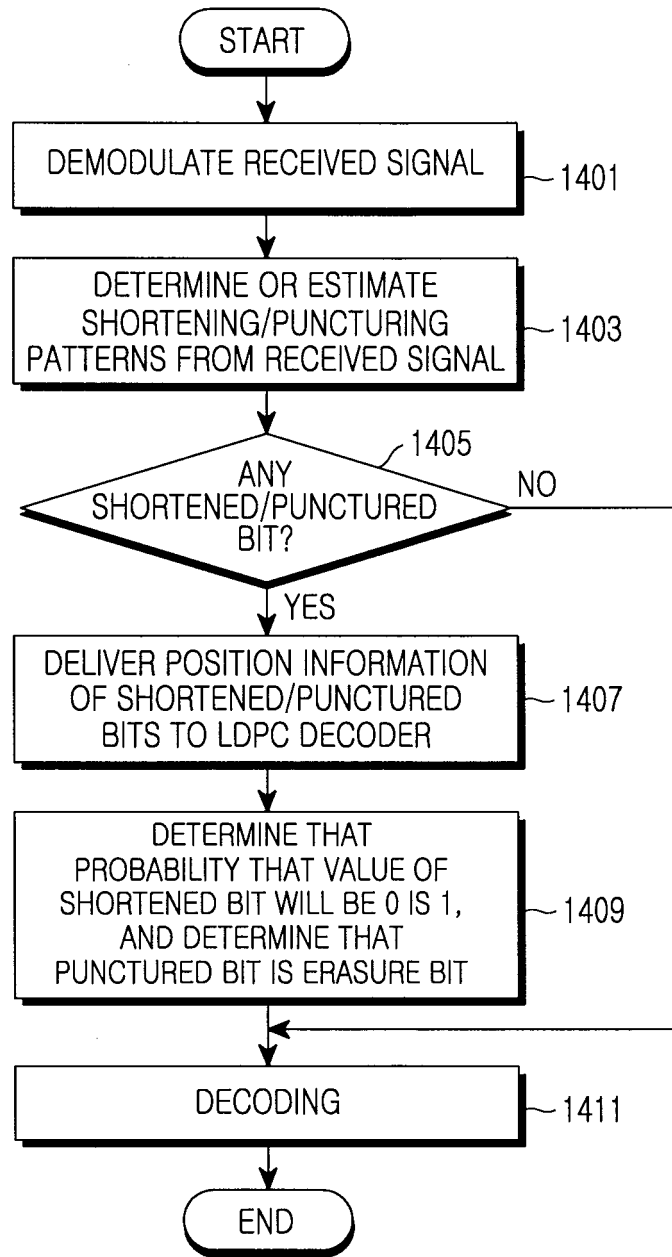 START
DEMODULATE RECEIVED SIGNAL
1401
DETERMINE OR ESTIMATE
SHORTENING/PUNCTURING
PATTERNS FROM RECEIVED SIGNAL
1403
1405
ANY
SHORTENED/PUNCTURED
BIT?
NO
YES
DELIVER POSITION INFORMATION
OF SHORTENED/PUNCTURED
BITS TO LDPC DECODER
1407
DETERMINE THAT
PROBABILITY THAT VALUE OF
SHORTENED BIT WILL BE 0 IS 1,
AND DETERMINE THAT
PUNCTURED BIT IS ERASURE BIT
1409
DECODING
1411
END